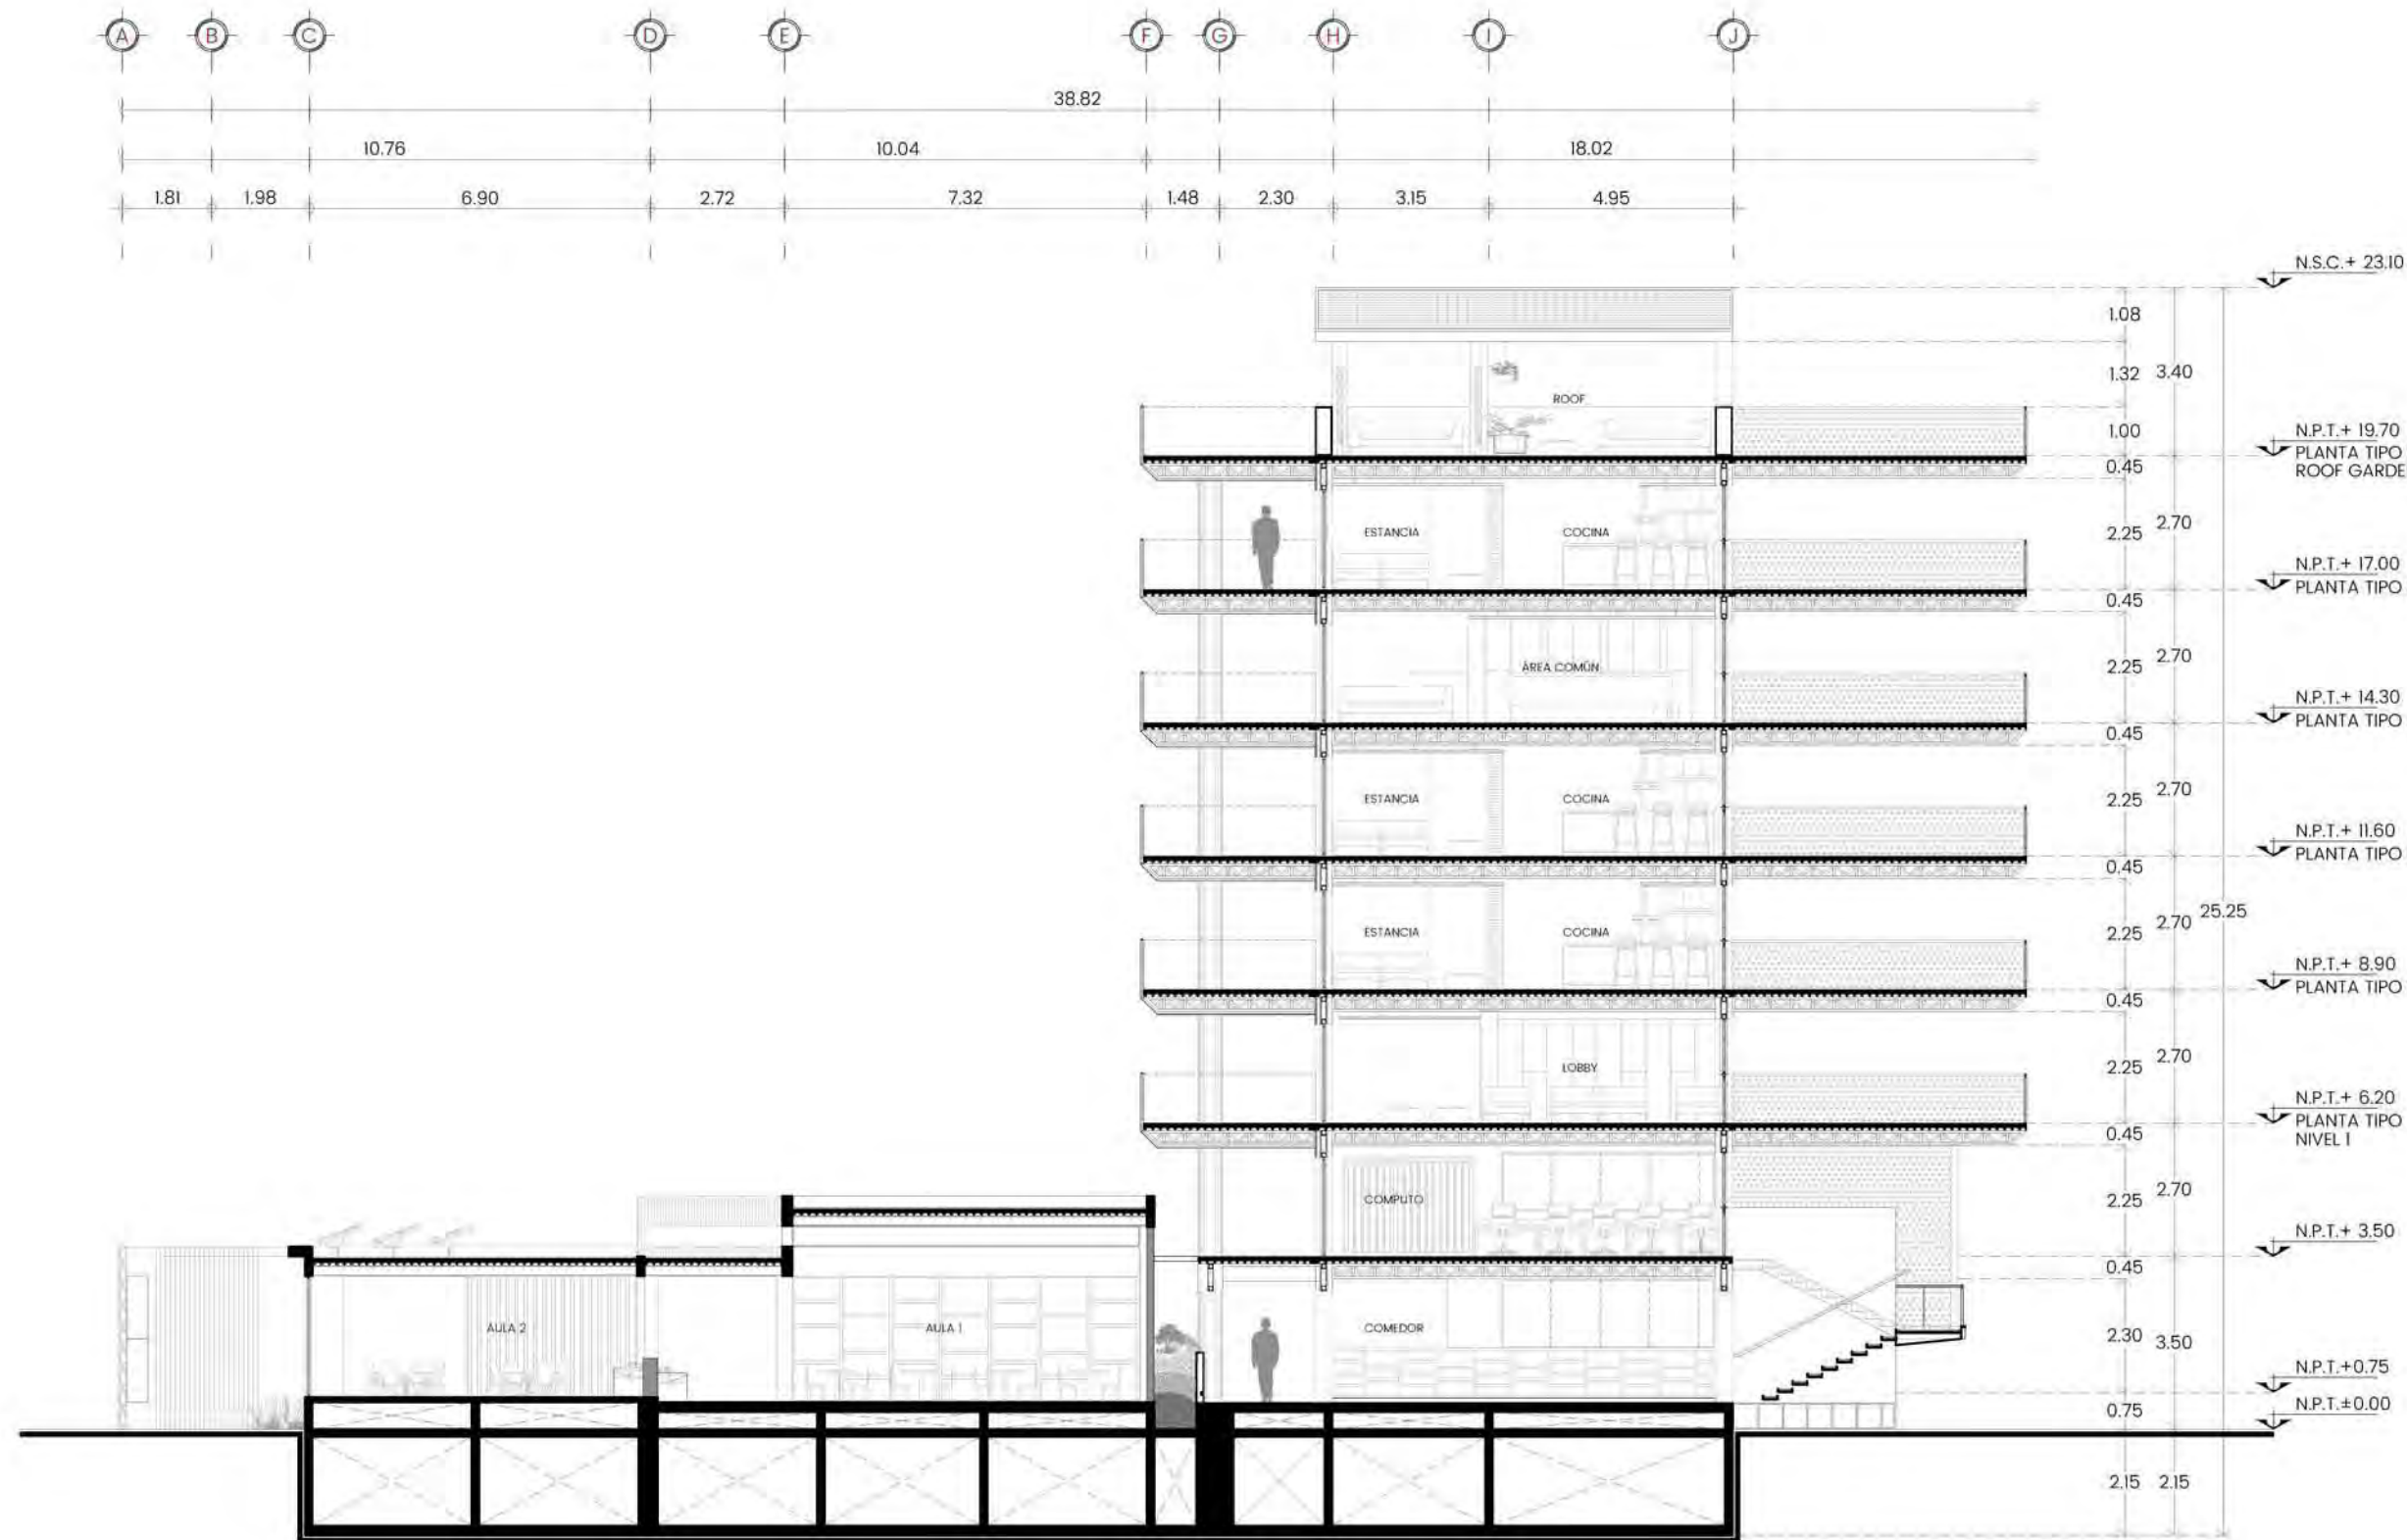 A B C D E F G H I J
38.82
10.76 10.04 18.02
1.81 1.98 6.90 2.72 7.32 1.48 2.30 3.15 4.95
N.S.C.+ 23.10
1.08
1.32 3.40
ROOF
1.00
N.P.T.+ 19.70
PLANTA TIPO
ROOF GARDE
0.45
ESTANCIA COCINA 2.25 2.70
N.P.T.+ 17.00
PLANTA TIPO
0.45
ÁREA COMÚN 2.25 2.70
N.P.T.+ 14.30
PLANTA TIPO
0.45
ESTANCIA COCINA 2.25 2.70
N.P.T.+ 11.60
PLANTA TIPO
0.45
25.25
ESTANCIA COCINA 2.25 2.70
N.P.T.+ 8.90
PLANTA TIPO
0.45
LOBBY 2.25 2.70
N.P.T.+ 6.20
PLANTA TIPO
NIVEL 1
0.45
COMPUTO 2.25 2.70
N.P.T.+ 3.50
0.45
AULA 2 AULA 1 COMEDOR 2.30 3.50
N.P.T.+0.75
0.75
N.P.T.±0.00
2.15 2.15